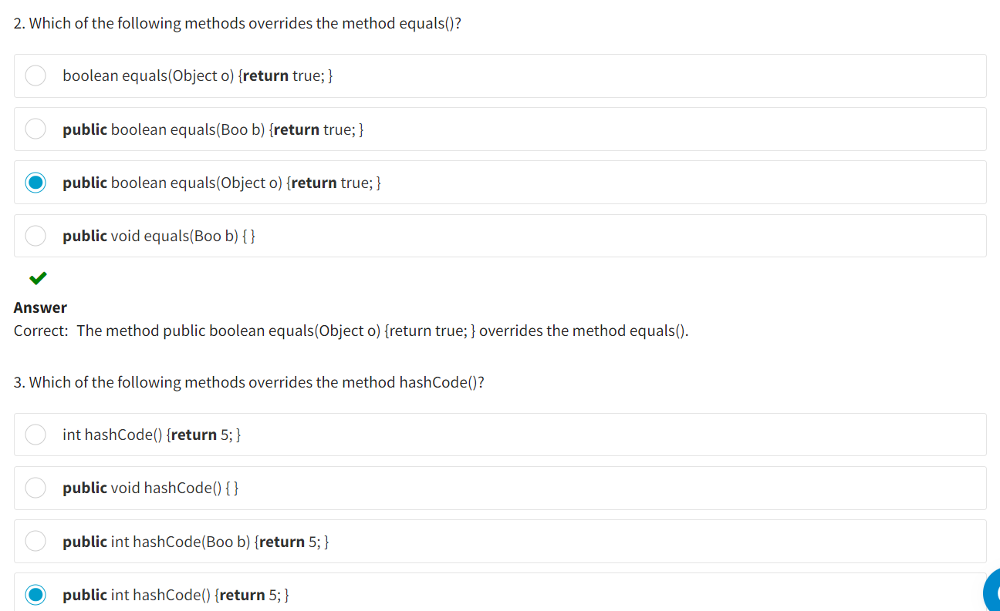 2. Which of the following methods overrides the method equals()?
boolean equals(Object o) {return true; }
public boolean equals(Boo b) {return true; }
public boolean equals(Object o) {return true; }
public void equals(Boo b) { }
Answer
Correct:  The method public boolean equals(Object o) {return true; } overrides the method equals().
3. Which of the following methods overrides the method hashCode()?
int hashCode() {return 5; }
public void hashCode() { }
public int hashCode(Boo b) {return 5; }
public int hashCode() {return 5; }